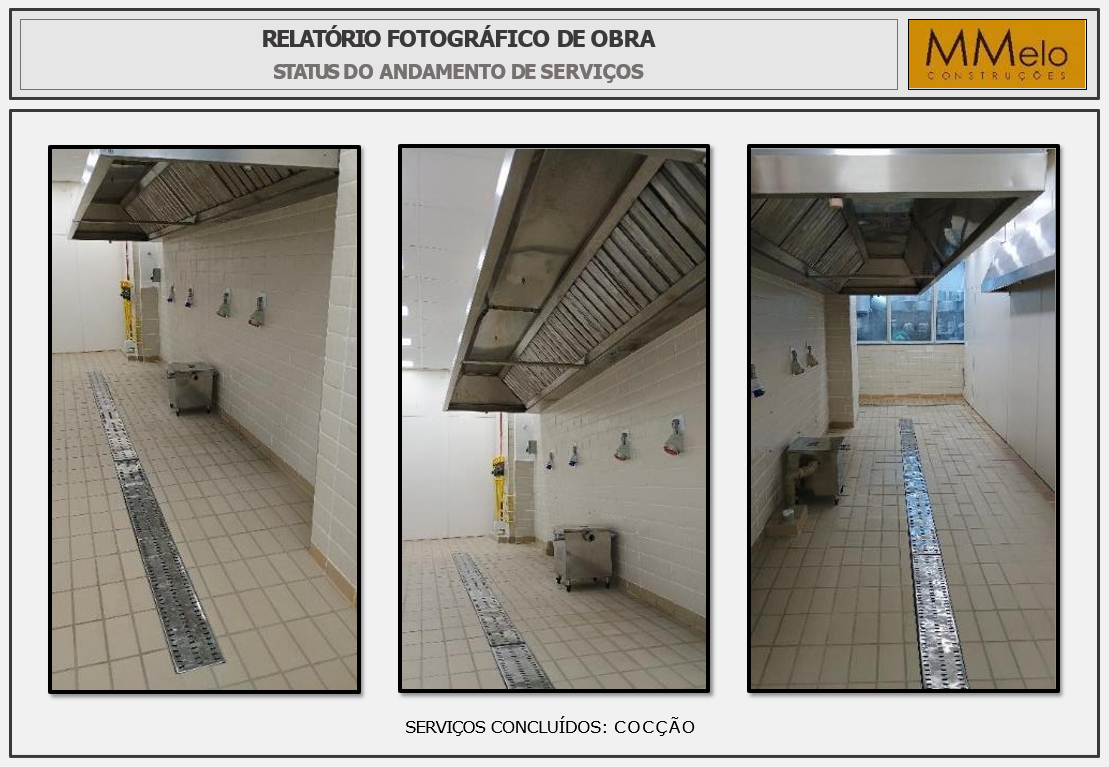 RELATÓRIO FOTOGRÁFICO DE OBRA
STATUS DO ANDAMENTO DE SERVIÇOS
MMelo
CONSTRUÇÕES
SERVIÇOS CONCLUÍDOS: COCÇÃO